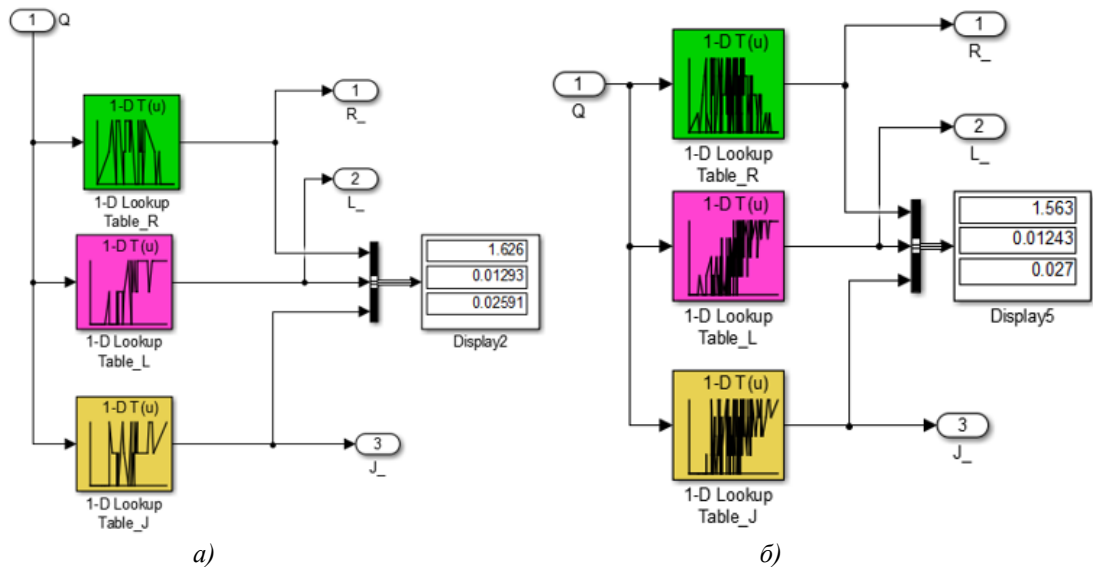 1
Q
1-D T(u)
1-D Lookup
Table_R
1
R_
2
L_
1-D T(u)
1-D Lookup
Table_L
1.626
0.01293
0.02591
Display2
1-D T(u)
1-D Lookup
Table_J
3
J_
а)
1
Q
1-D T(u)
1-D Lookup
Table_R
1
R_
2
L_
1-D T(u)
1-D Lookup
Table_L
1.563
0.01243
0.027
Display5
1-D T(u)
1-D Lookup
Table_J
3
J_
б)